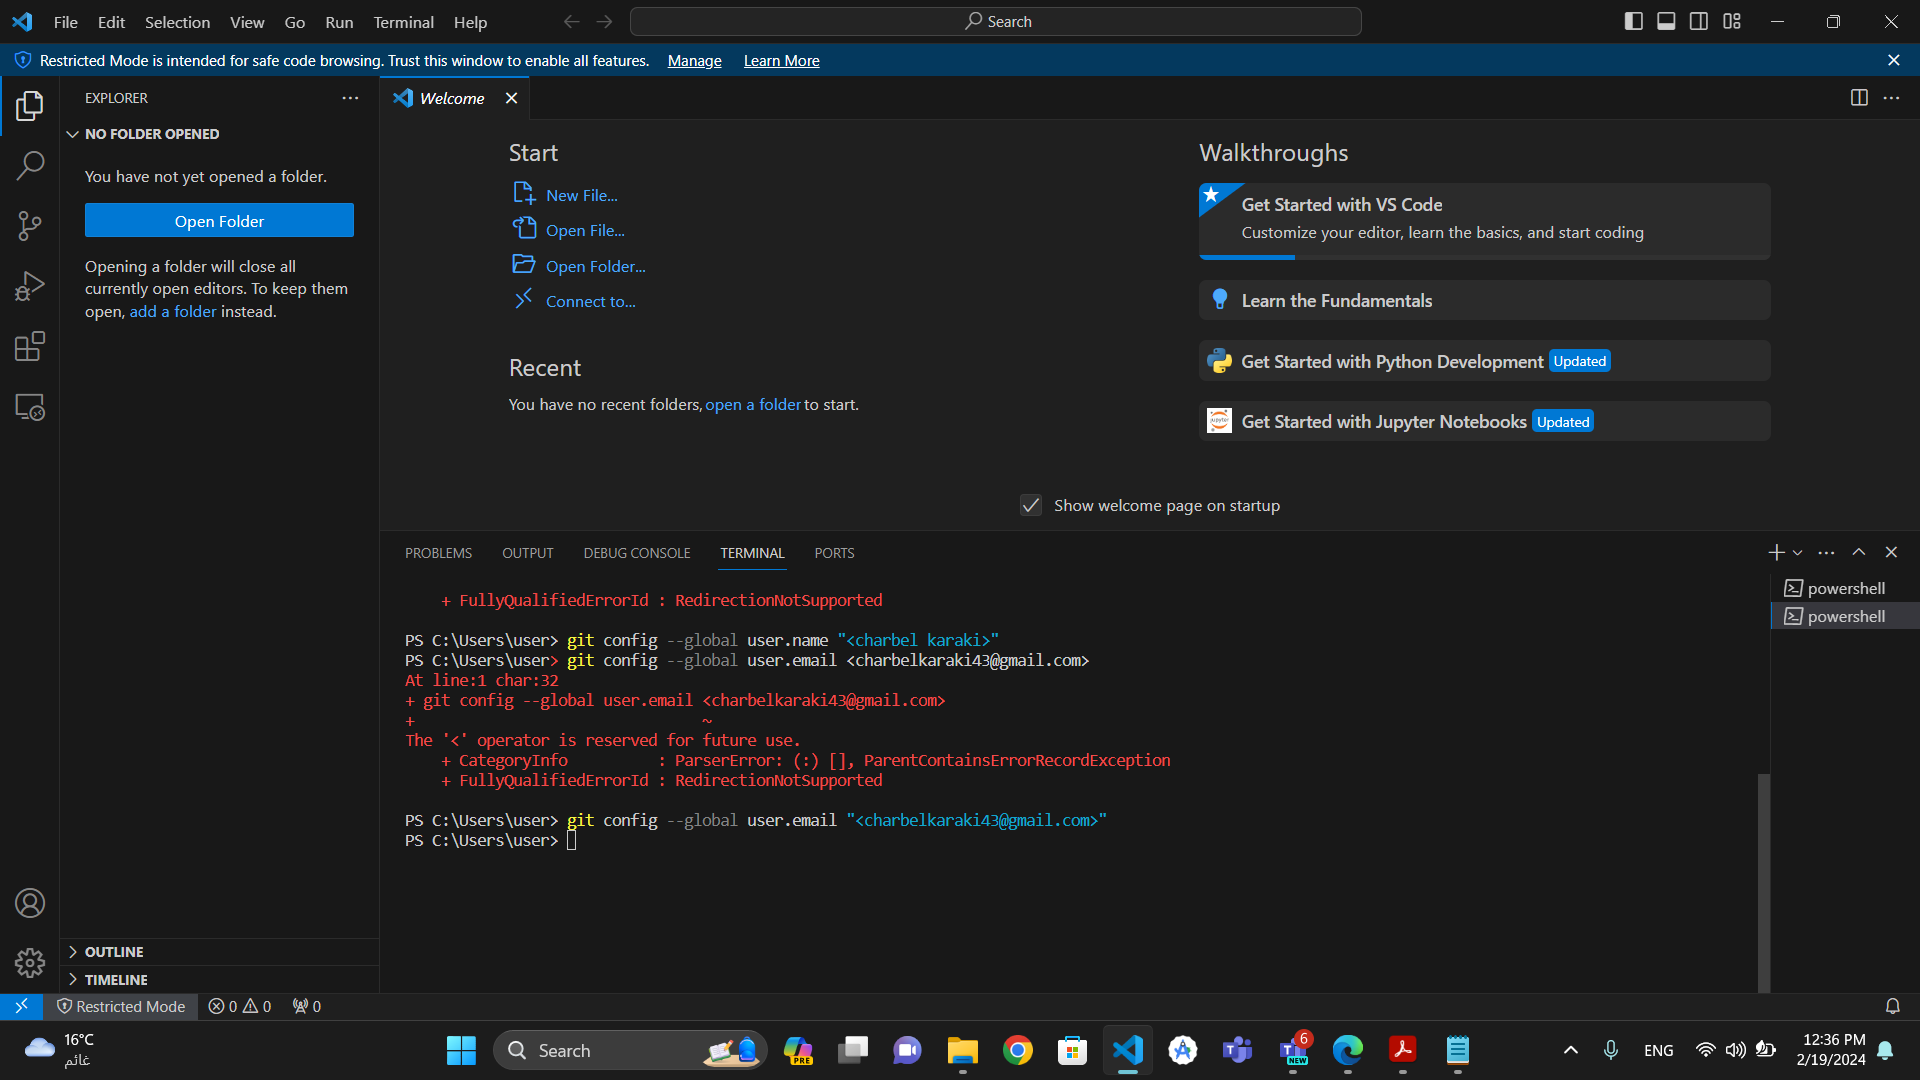 File Edit Selection View Go Run Terminal Help
Search
Restricted Mode is intended for safe code browsing. Trust this window to enable all features. Manage Learn More
EXPLORER
Welcome
NO FOLDER OPENED
You have not yet opened a folder.
Open Folder
Opening a folder will close all
currently open editors. To keep them
open, add a folder instead.
Start
New File...
Open File...
Open Folder...
Connect to...
Recent
You have no recent folders, open a folder to start.
Walkthroughs
Get Started with VS Code
Customize your editor, learn the basics, and start coding
Learn the Fundamentals
Get Started with Python Development Updated
Get Started with Jupyter Notebooks Updated
Show welcome page on startup
PROBLEMS OUTPUT DEBUG CONSOLE TERMINAL PORTS
+ FullyQualifiedErrorId : RedirectionNotSupported
PS C:\Users\user> git config --global user.name "<charbel karaki>"
PS C:\Users\user> git config --global user.email <charbelkaraki43@gmail.com>
At line:1 char:32
+ git config --global user.email <charbelkaraki43@gmail.com>
+ ~
The '<' operator is reserved for future use.
+ CategoryInfo : ParserError: (:) [], ParentContainsErrorRecordException
+ FullyQualifiedErrorId : RedirectionNotSupported
PS C:\Users\user> git config --global user.email "<charbelkaraki43@gmail.com>"
PS C:\Users\user>
powershell
powershell
OUTLINE
TIMELINE
Restricted Mode 0 0 0
16°C
غائم
Search
PRE
NEW
6
ENG
12:36 PM
2/19/2024